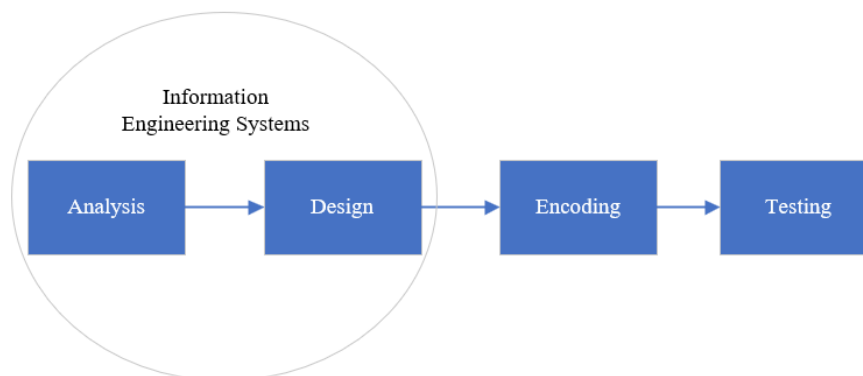 Information
Engineering Systems
Analysis
Design
Encoding
Testing